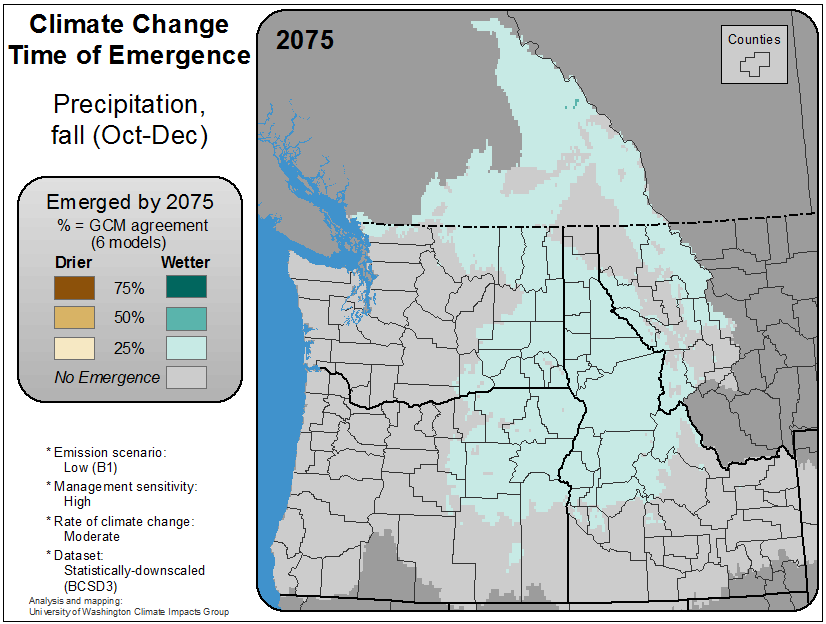 Climate Change
Time of Emergence
Precipitation,
fall (Oct-Dec)
Emerged by 2075
% = GCM agreement
(6 models)
Drier Wetter
75%
50%
25%
No Emergence
* Emission scenario:
Low (B1)
* Management sensitivity:
High
* Rate of climate change:
Moderate
* Dataset:
Statistically-downscaled
(BCSD3)
Analysis and mapping:
University of Washington Climate Impacts Group
2075
Counties